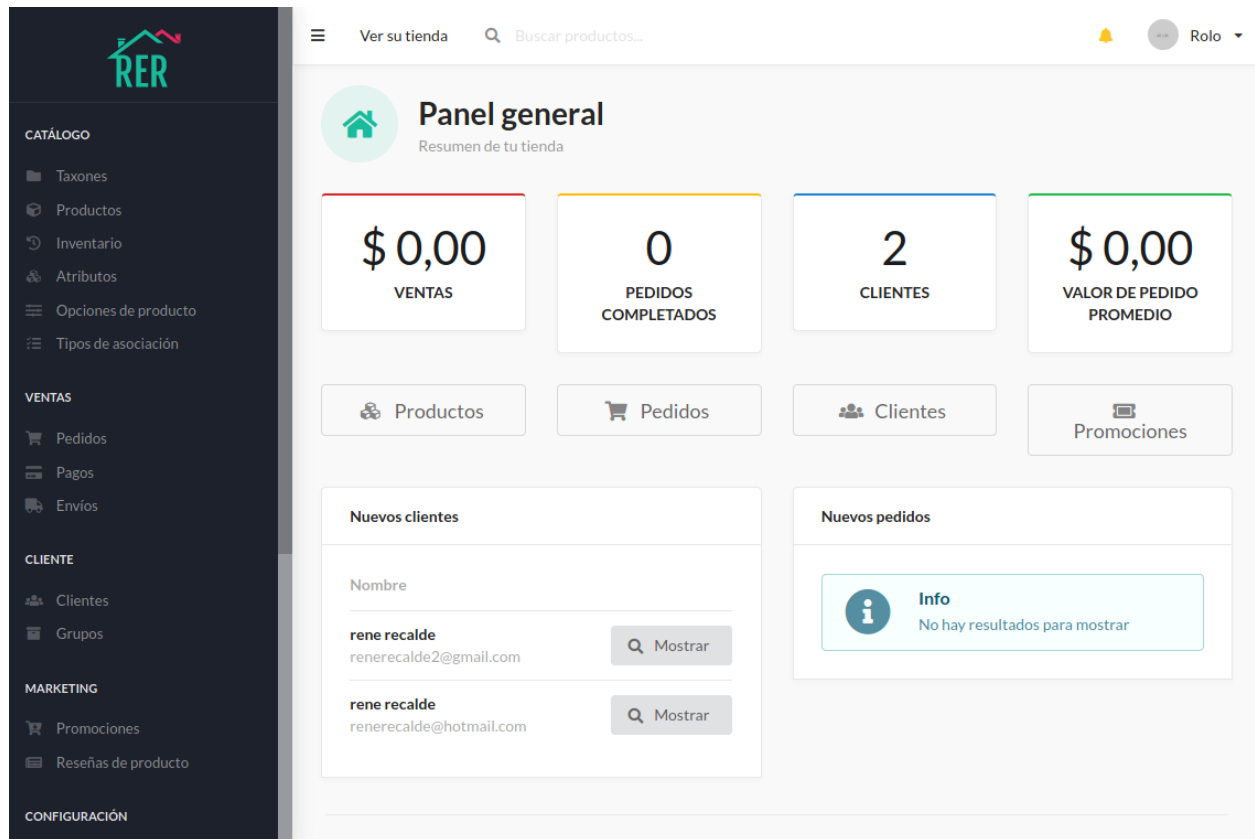 RER
CATÁLOGO
Taxones
Productos
Inventario
Atributos
Opciones de producto
Tipos de asociación
VENTAS
Pedidos
Pagos
Envíos
CLIENTE
Clientes
Grupos
MARKETING
Promociones
Reseñas de producto
CONFIGURACIÓN
Ver su tienda
Buscar productos...
Rolo
Panel general
Resumen de tu tienda
$ 0,00
VENTAS
0
PEDIDOS
COMPLETADOS
2
CLIENTES
$ 0,00
VALOR DE PEDIDO
PROMEDIO
Productos
Pedidos
Clientes
Promociones
Nuevos clientes
Nombre
rene recalde
renerecalde2@gmail.com
Mostrar
rene recalde
renerecalde@hotmail.com
Mostrar
Nuevos pedidos
Info
No hay resultados para mostrar